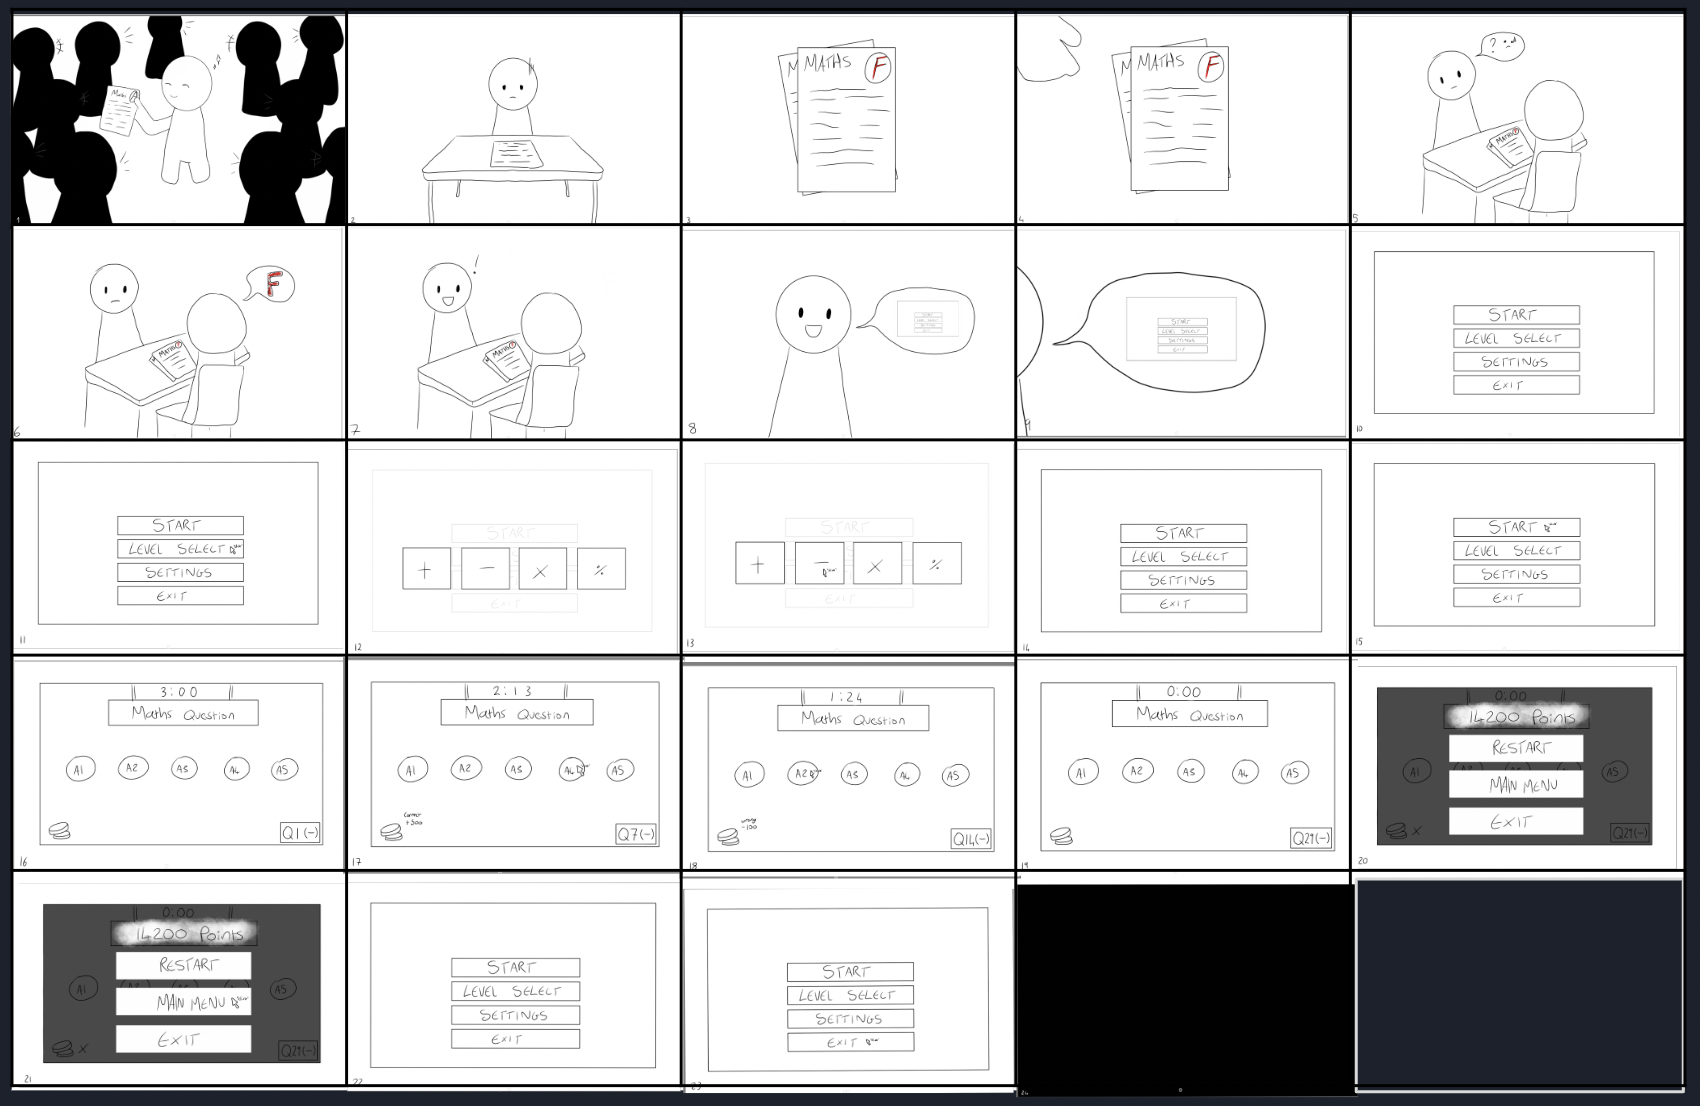 Maths A
1
2
M MATHS F
3
M MATHS F
4
?
MATHS F
5
F
MATHS F
6
!
MATHS F
7
START
LEVEL SELECT
SETTINGS
EXIT
8
START
LEVEL SELECT
SETTINGS
EXIT
9
START
LEVEL SELECT
SETTINGS
EXIT
10
START
LEVEL SELECT
SETTINGS
EXIT
11
START
+ - × %
EXIT
12
START
+ - × %
EXIT
13
START
LEVEL SELECT
SETTINGS
EXIT
14
START
LEVEL SELECT
SETTINGS
EXIT
15
3:00
Maths Question
A1 A2 A3 A4 A5
Q1(-)
16
2:13
Maths Question
A1 A2 A3 A4 A5
Correct
+500
Q7(-)
17
1:24
Maths Question
A1 A2 A3 A4 A5
wrong
-100
Q14(-)
18
0:00
Maths Question
A1 A2 A3 A4 A5
Q29(-)
19
0:00
14200 Points
RESTART
A1 A5
MAIN MENU
EXIT
X
Q29(-)
20
0:00
14200 Points
RESTART
A1 A5
MAIN MENU
EXIT
X
Q29(-)
21
START
LEVEL SELECT
SETTINGS
EXIT
22
START
LEVEL SELECT
SETTINGS
EXIT
23
24